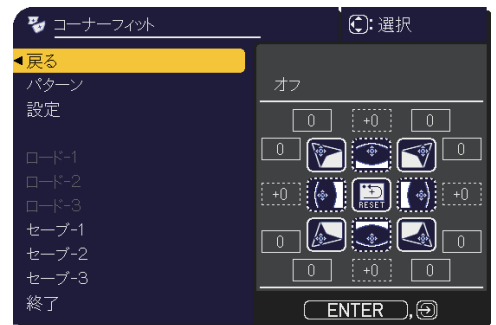 コーナーフィット
:選択
戻る
パターン
オフ
設定
0 +0 0
ロード-1
0 0
ロード-2
ロード-3
+0 RESET +0
セーブ-1
0 0
セーブ-2
セーブ-3
0 +0 0
終了
ENTER ,